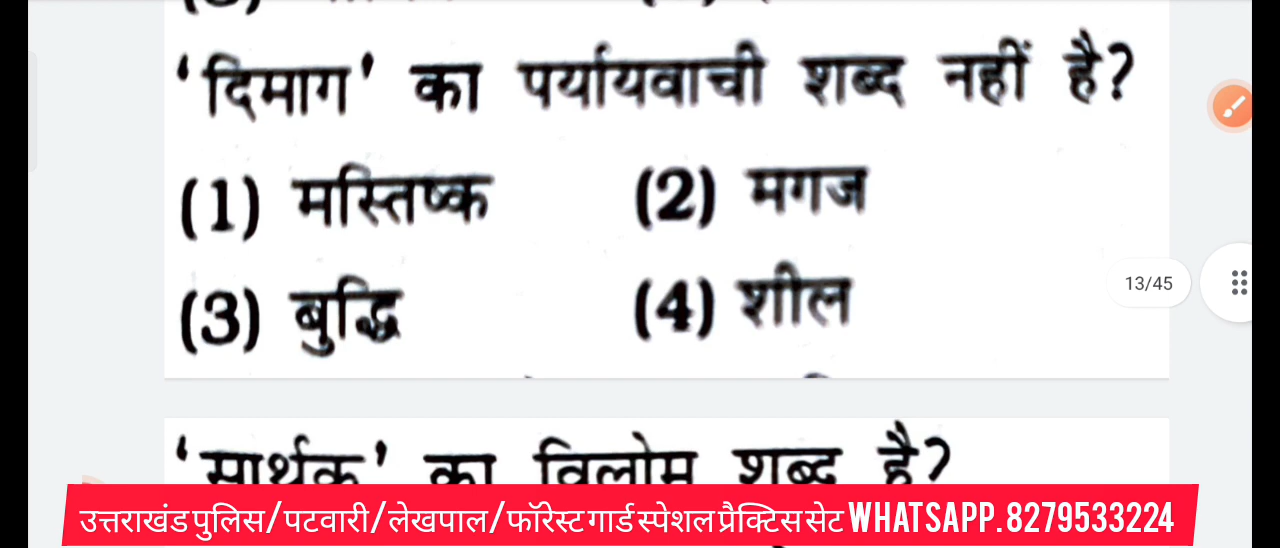 ‘दिमाग’ का पर्यायवाची शब्द नहीं है?
(1) मस्तिष्क (2) मगज
(3) बुद्धि (4) शील
13/45
‘सार्थक’ का विलोम शब्द है?
उत्तराखंड पुलिस/पटवारी/लेखपाल/फॉरेस्ट गार्ड स्पेशल प्रैक्टिस सेट WHATSAPP. 8279533224